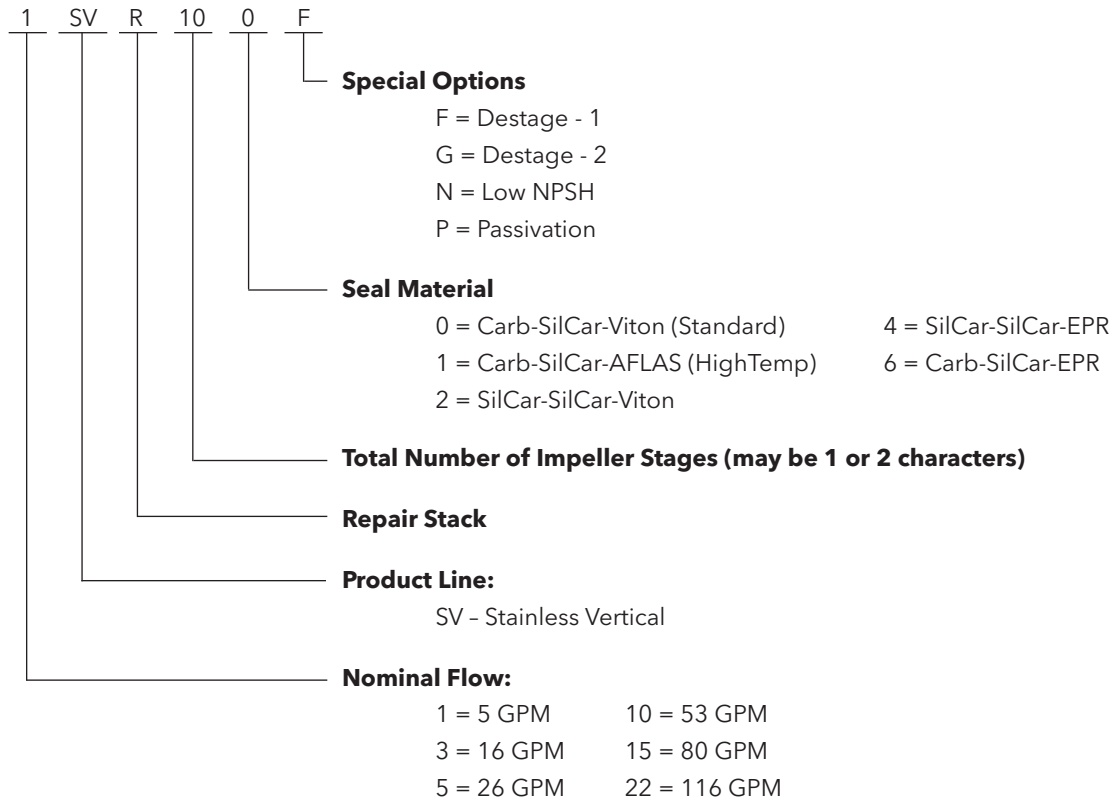 1 SV R 10 0 F
Special Options
F = Destage - 1
G = Destage - 2
N = Low NPSH
P = Passivation
Seal Material
0 = Carb-SilCar-Viton (Standard) 4 = SilCar-SilCar-EPR
1 = Carb-SilCar-AFLAS (HighTemp) 6 = Carb-SilCar-EPR
2 = SilCar-SilCar-Viton
Total Number of Impeller Stages (may be 1 or 2 characters)
Repair Stack
Product Line:
SV – Stainless Vertical
Nominal Flow:
1 = 5 GPM 10 = 53 GPM
3 = 16 GPM 15 = 80 GPM
5 = 26 GPM 22 = 116 GPM